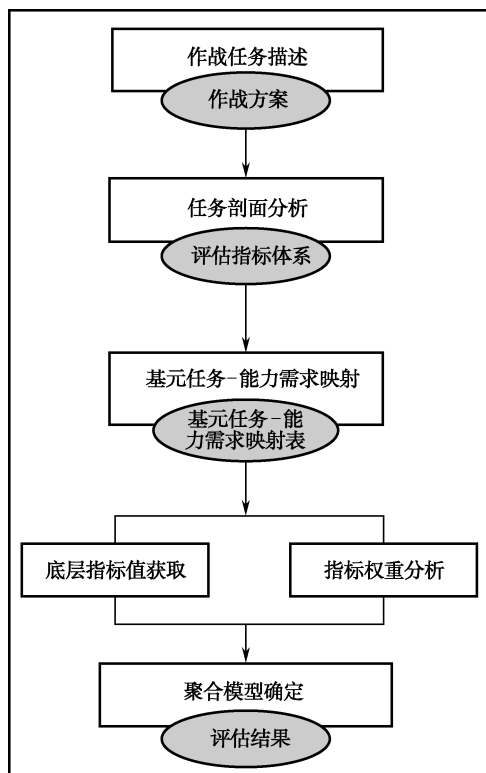 作战任务描述
作战方案
任务剖面分析
评估指标体系
基元任务-能力需求映射
基元任务-能
力需求映射表
底层指标值获取
指标权重分析
聚合模型确定
评估结果